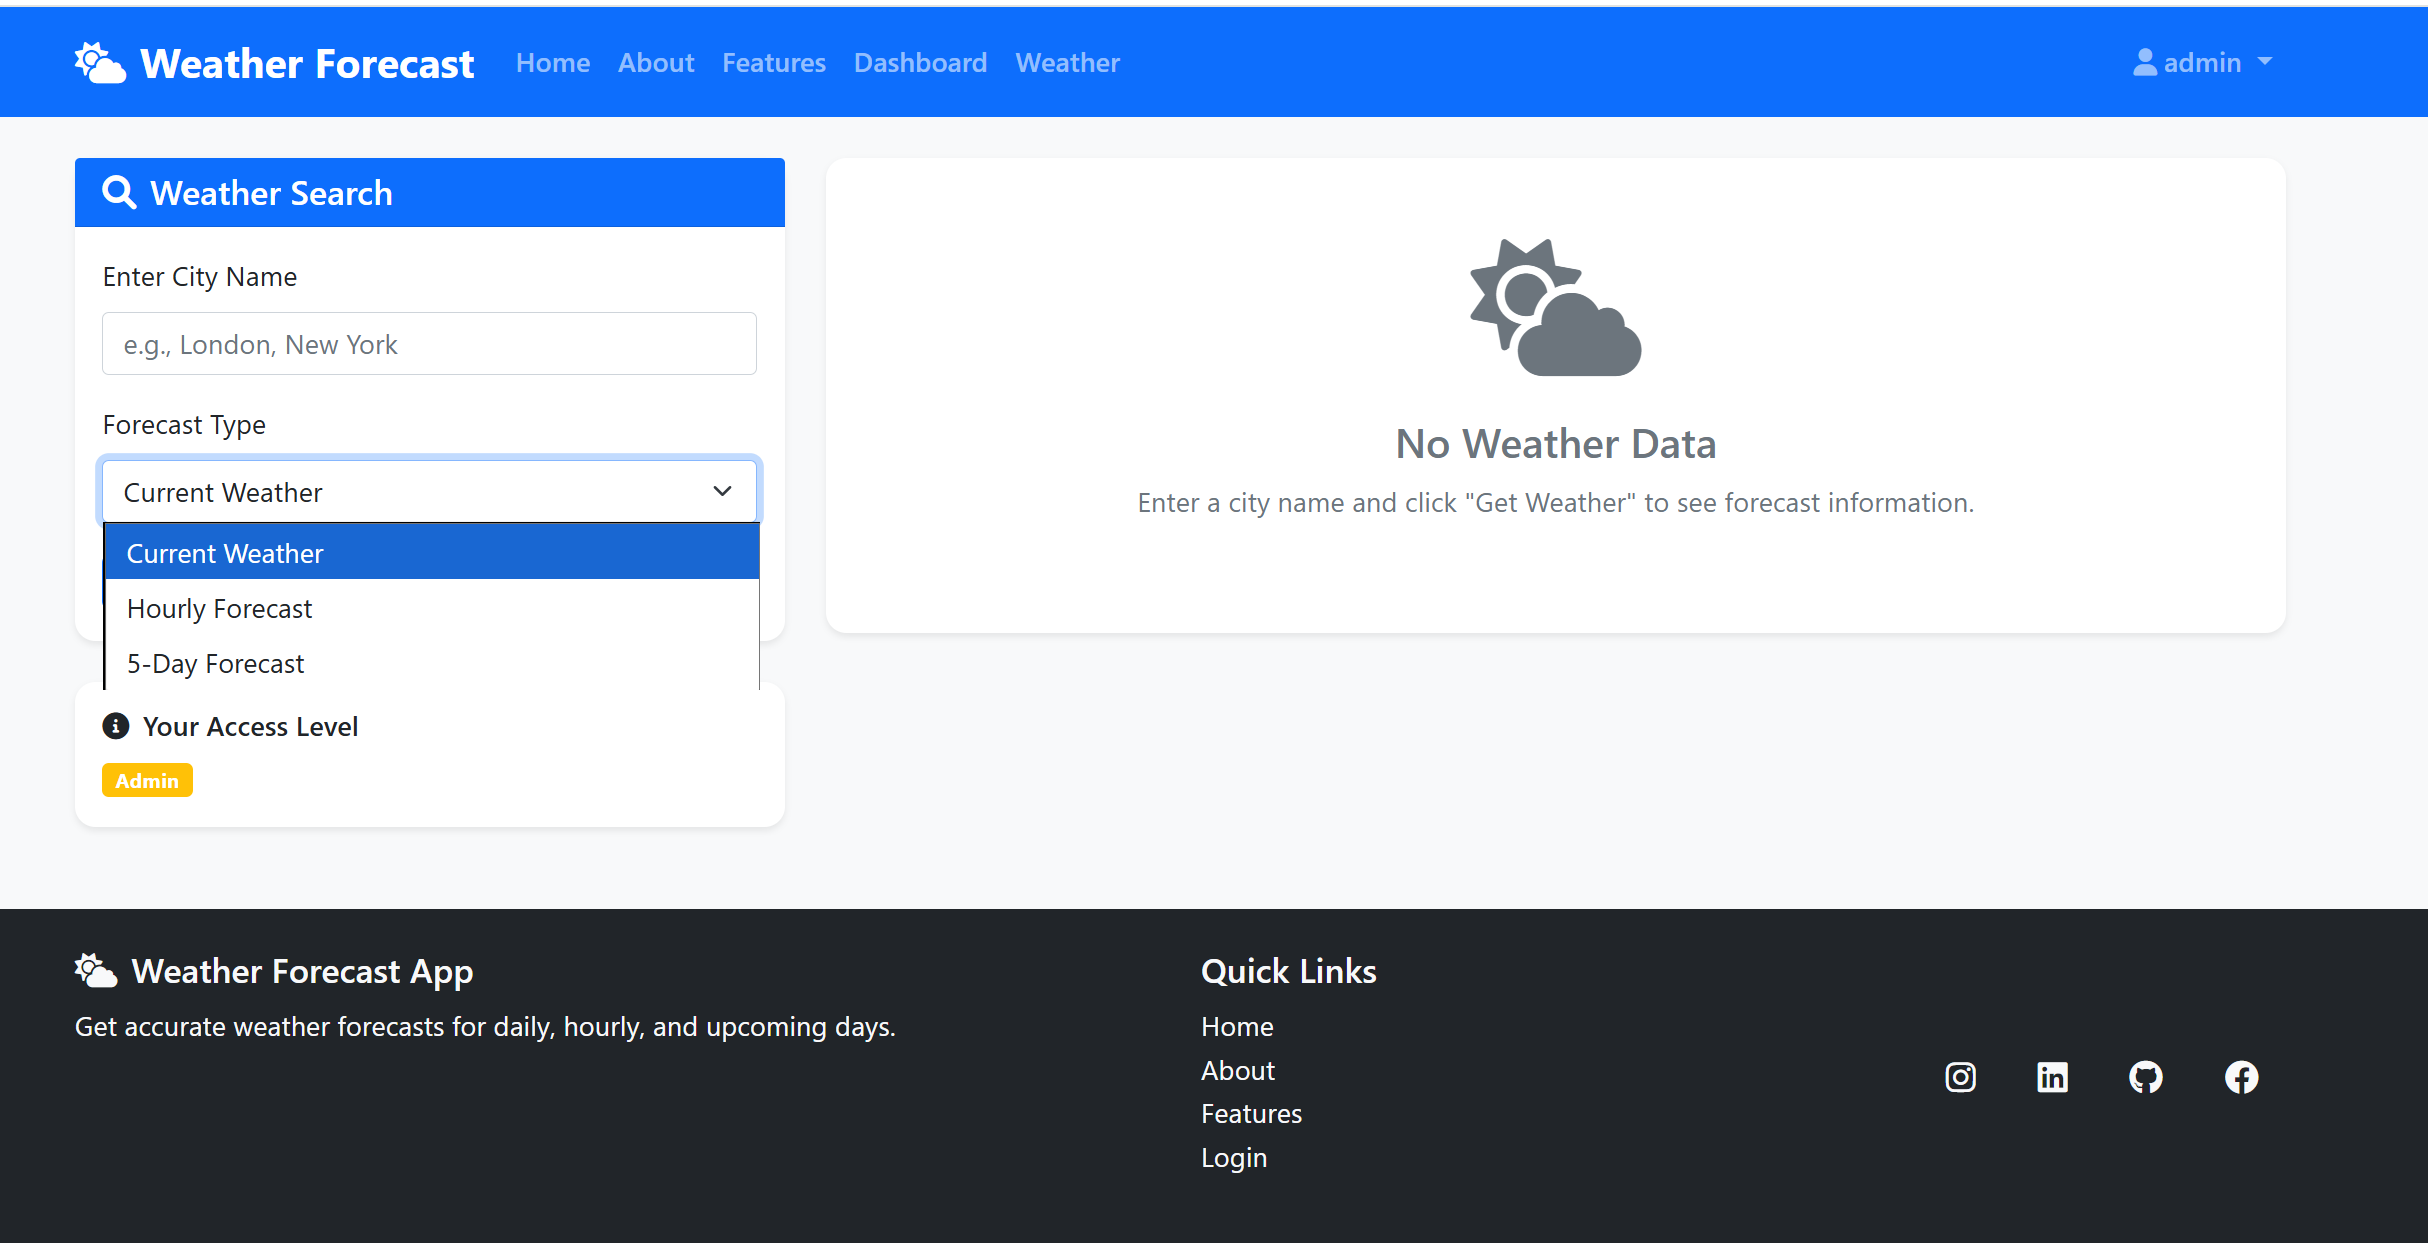 Weather Forecast
Home About Features Dashboard Weather
admin
Weather Search
Enter City Name
e.g., London, New York
Forecast Type
Current Weather
Current Weather
Hourly Forecast
5-Day Forecast
Your Access Level
Admin
No Weather Data
Enter a city name and click "Get Weather" to see forecast information.
Weather Forecast App
Get accurate weather forecasts for daily, hourly, and upcoming days.
Quick Links
Home
About
Features
Login